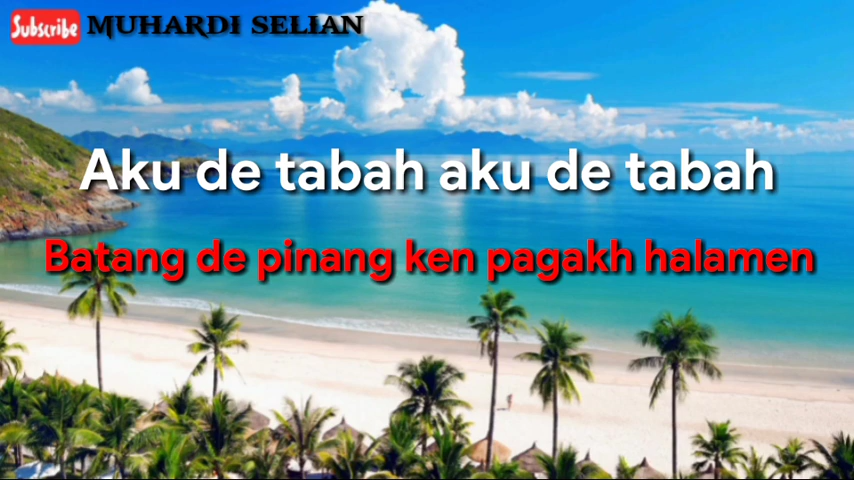 Subscribe MUHARDI SELIAN
Aku de tabah aku de tabah
Batang de pinang ken pagakh halamen